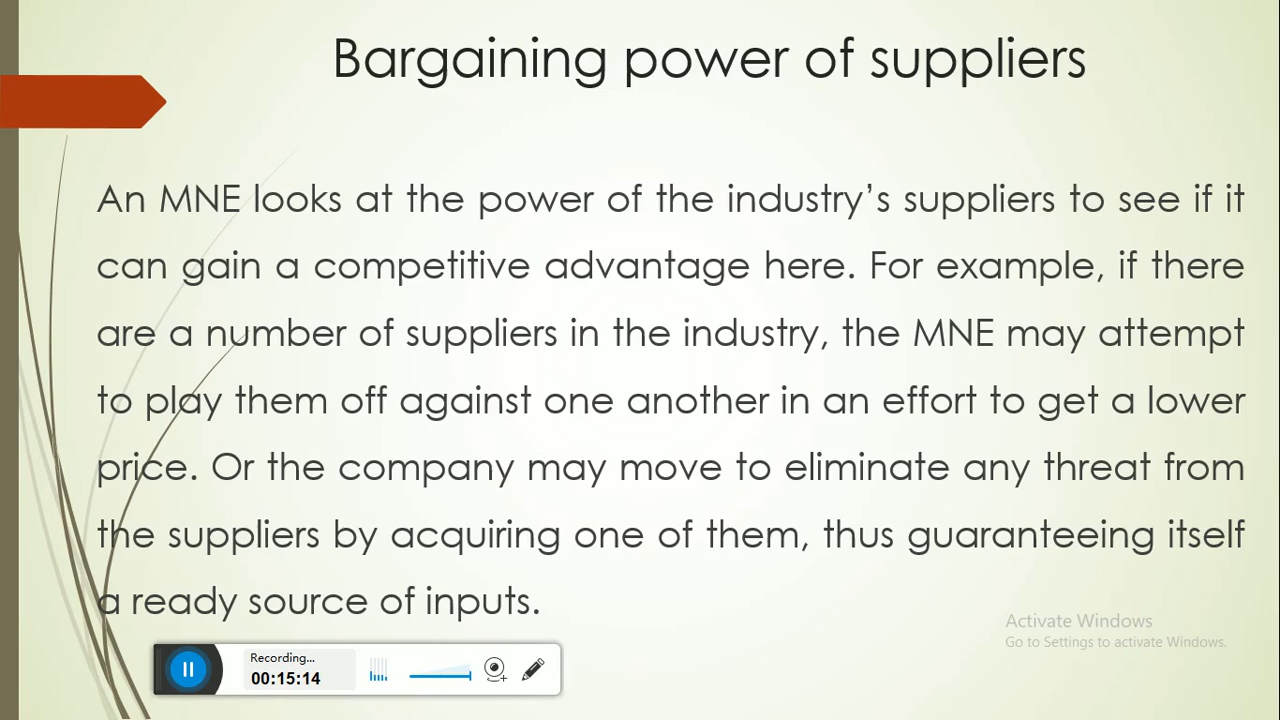 Bargaining power of suppliers
An MNE looks at the power of the industry’s suppliers to see if it
can gain a competitive advantage here. For example, if there
are a number of suppliers in the industry, the MNE may attempt
to play them off against one another in an effort to get a lower
price. Or the company may move to eliminate any threat from
the suppliers by acquiring one of them, thus guaranteeing itself
a ready source of inputs.
Activate Windows
Go to Settings to activate Windows.
Recording...
00:15:14